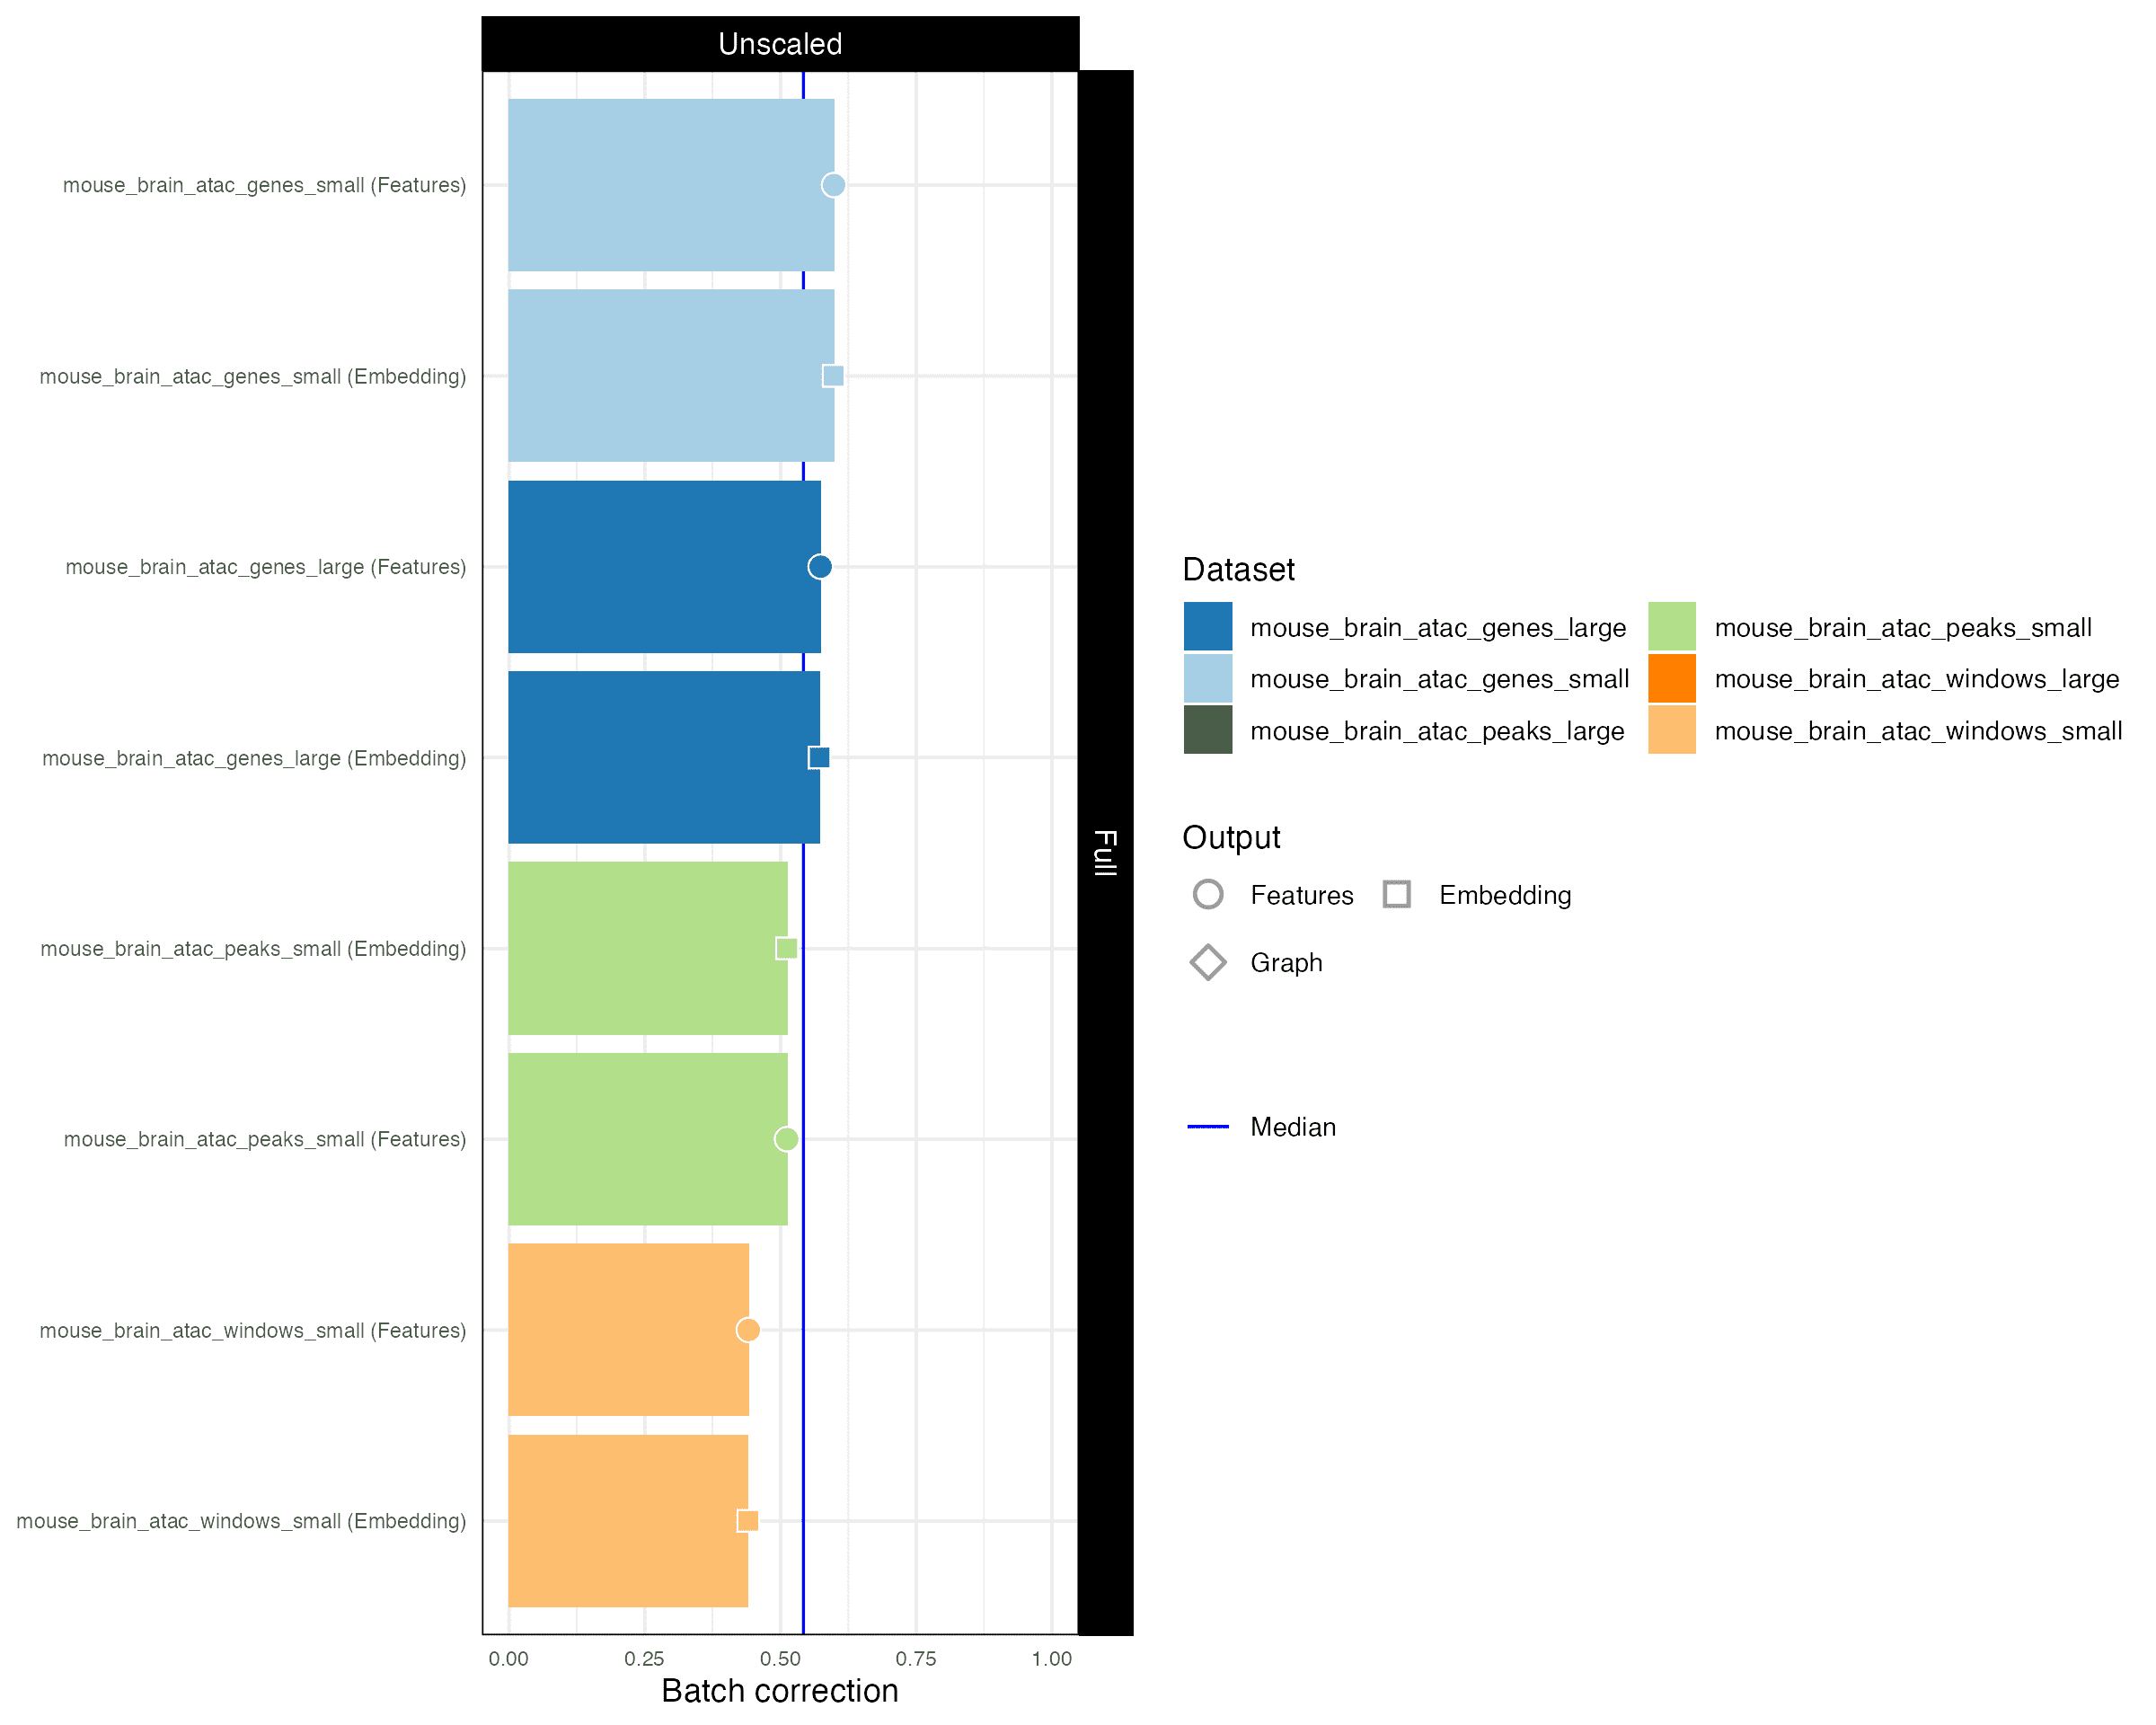 Unscaled
mouse_brain_atac_genes_small (Features)
mouse_brain_atac_genes_small (Embedding)
mouse_brain_atac_genes_large (Features)
mouse_brain_atac_genes_large (Embedding)
mouse_brain_atac_peaks_small (Embedding)
mouse_brain_atac_peaks_small (Features)
mouse_brain_atac_windows_small (Features)
mouse_brain_atac_windows_small (Embedding)
0.00 0.25 0.50 0.75 1.00
Batch correction
Full
Dataset
mouse_brain_atac_genes_large mouse_brain_atac_peaks_small
mouse_brain_atac_genes_small mouse_brain_atac_windows_large
mouse_brain_atac_peaks_large mouse_brain_atac_windows_small
Output
Features Embedding
Graph
Median